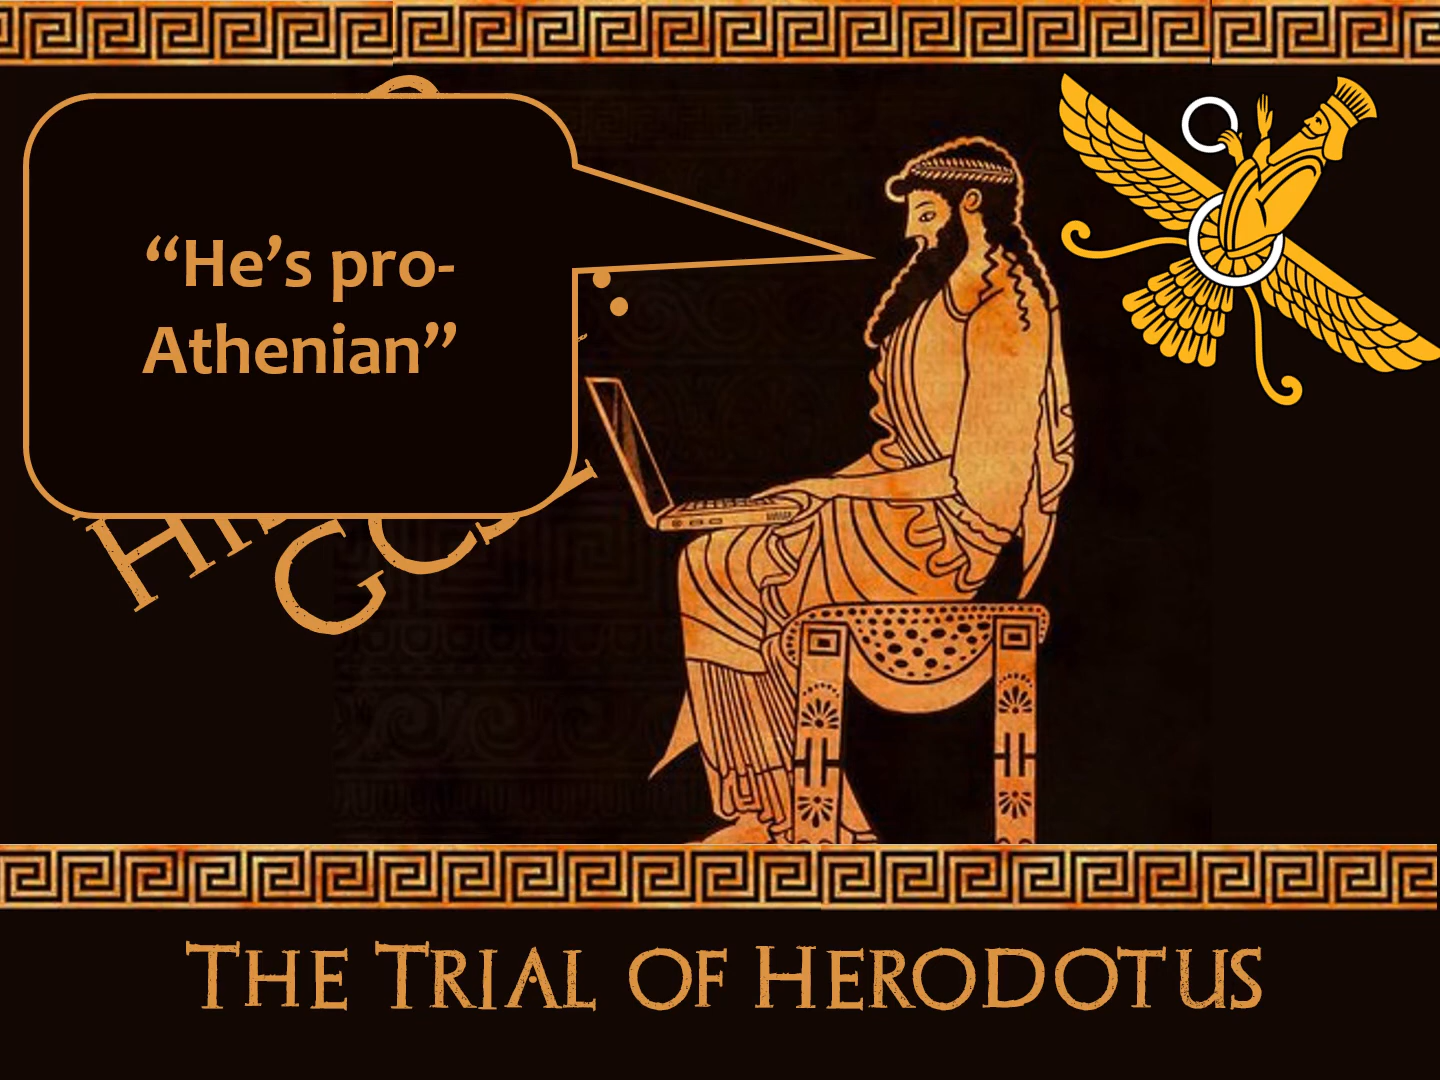 “He’s pro-
Athenian”
THE TRIAL OF HERODOTUS